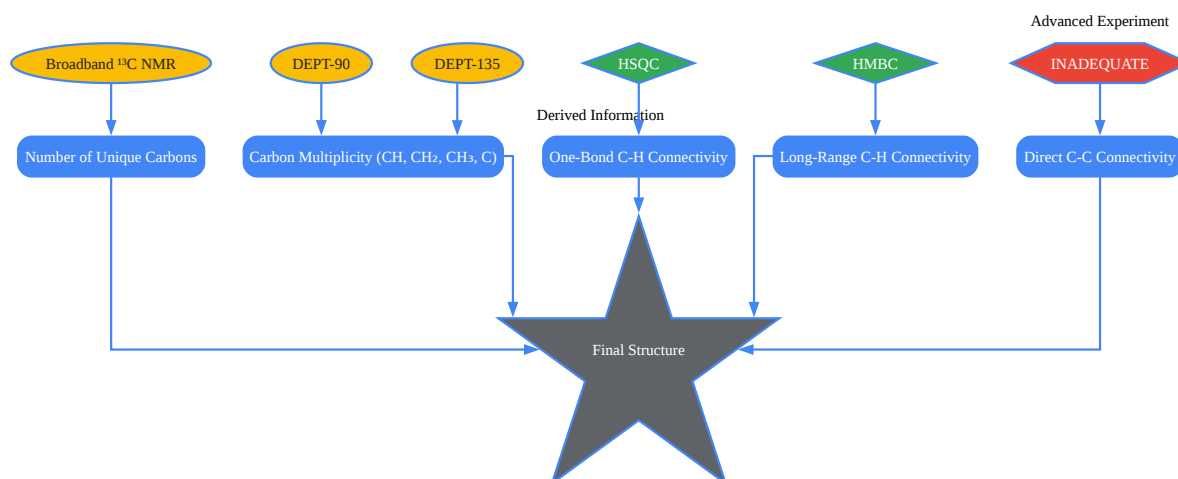 Advanced Experiment
Broadband ¹³C NMR
DEPT-90
DEPT-135
HSQC
HMBC
INADEQUATE
Derived Information
Number of Unique Carbons
Carbon Multiplicity (CH, CH₂, CH₃, C)
One-Bond C-H Connectivity
Long-Range C-H Connectivity
Direct C-C Connectivity
Final Structure